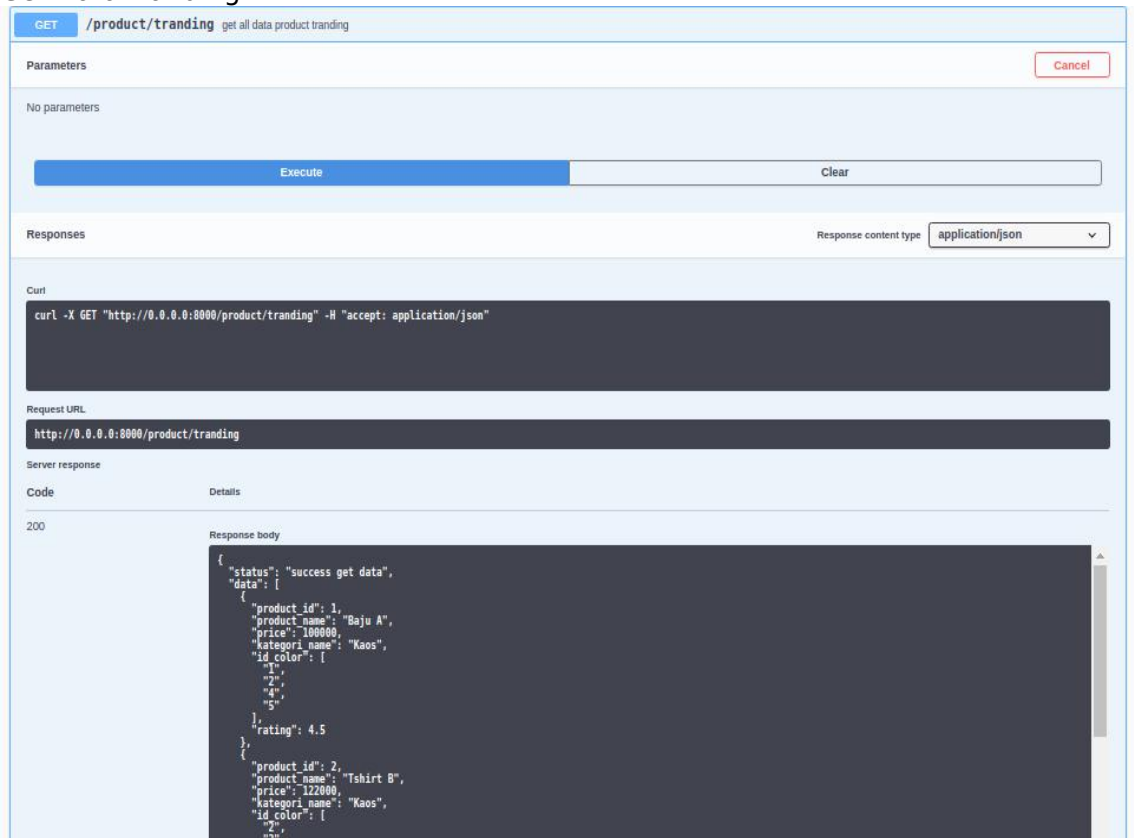 GET /product/tranding get all data product tranding
Parameters
Cancel
No parameters
Execute
Clear
Responses
Response content type application/json
Curl
curl -X GET "http://0.0.0.0:8000/product/tranding" -H "accept: application/json"
Request URL
http://0.0.0.0:8000/product/tranding
Server response
Code Details
200
Response body
{
"status": "success get data",
"data": [
{
"product_id": 1,
"product_name": "Baju A",
"price": 100000,
"kategori_name": "Kaos",
"id_color": [
"1",
"2",
"4",
"5"
],
"rating": 4.5
},
{
"product_id": 2,
"product_name": "Tshirt B",
"price": 122000,
"kategori_name": "Kaos",
"id_color": [
"2",